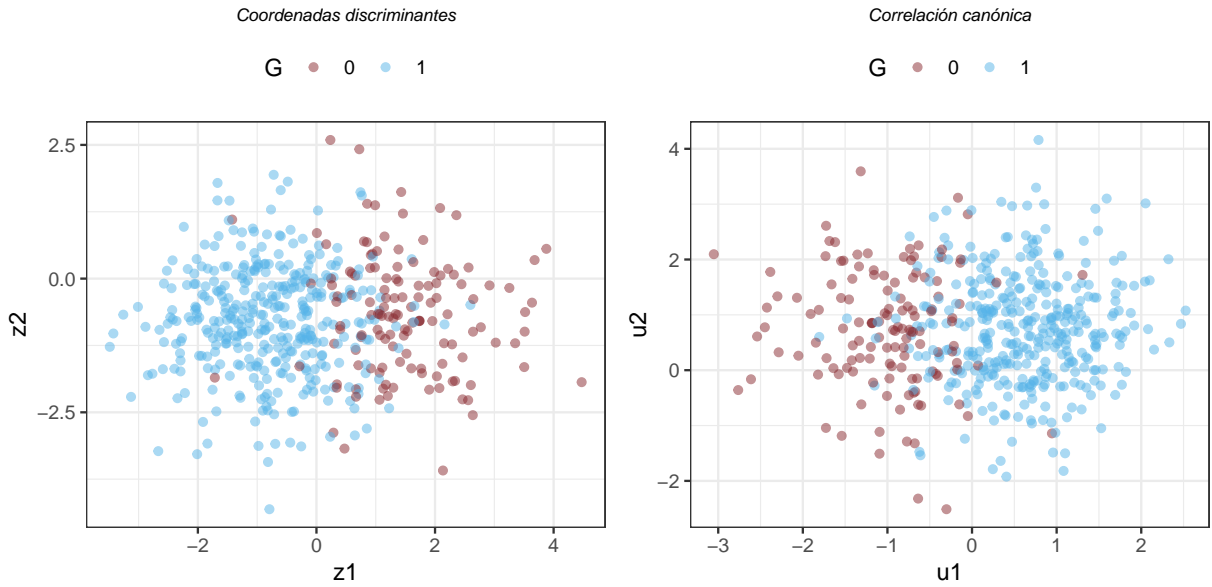 Coordenadas discriminantes
G 0 1
2.5
0.0
−2.5
z2
−2 0 2 4
z1
Correlación canónica
G 0 1
4
2
0
−2
u2
−3 −2 −1 0 1 2
u1